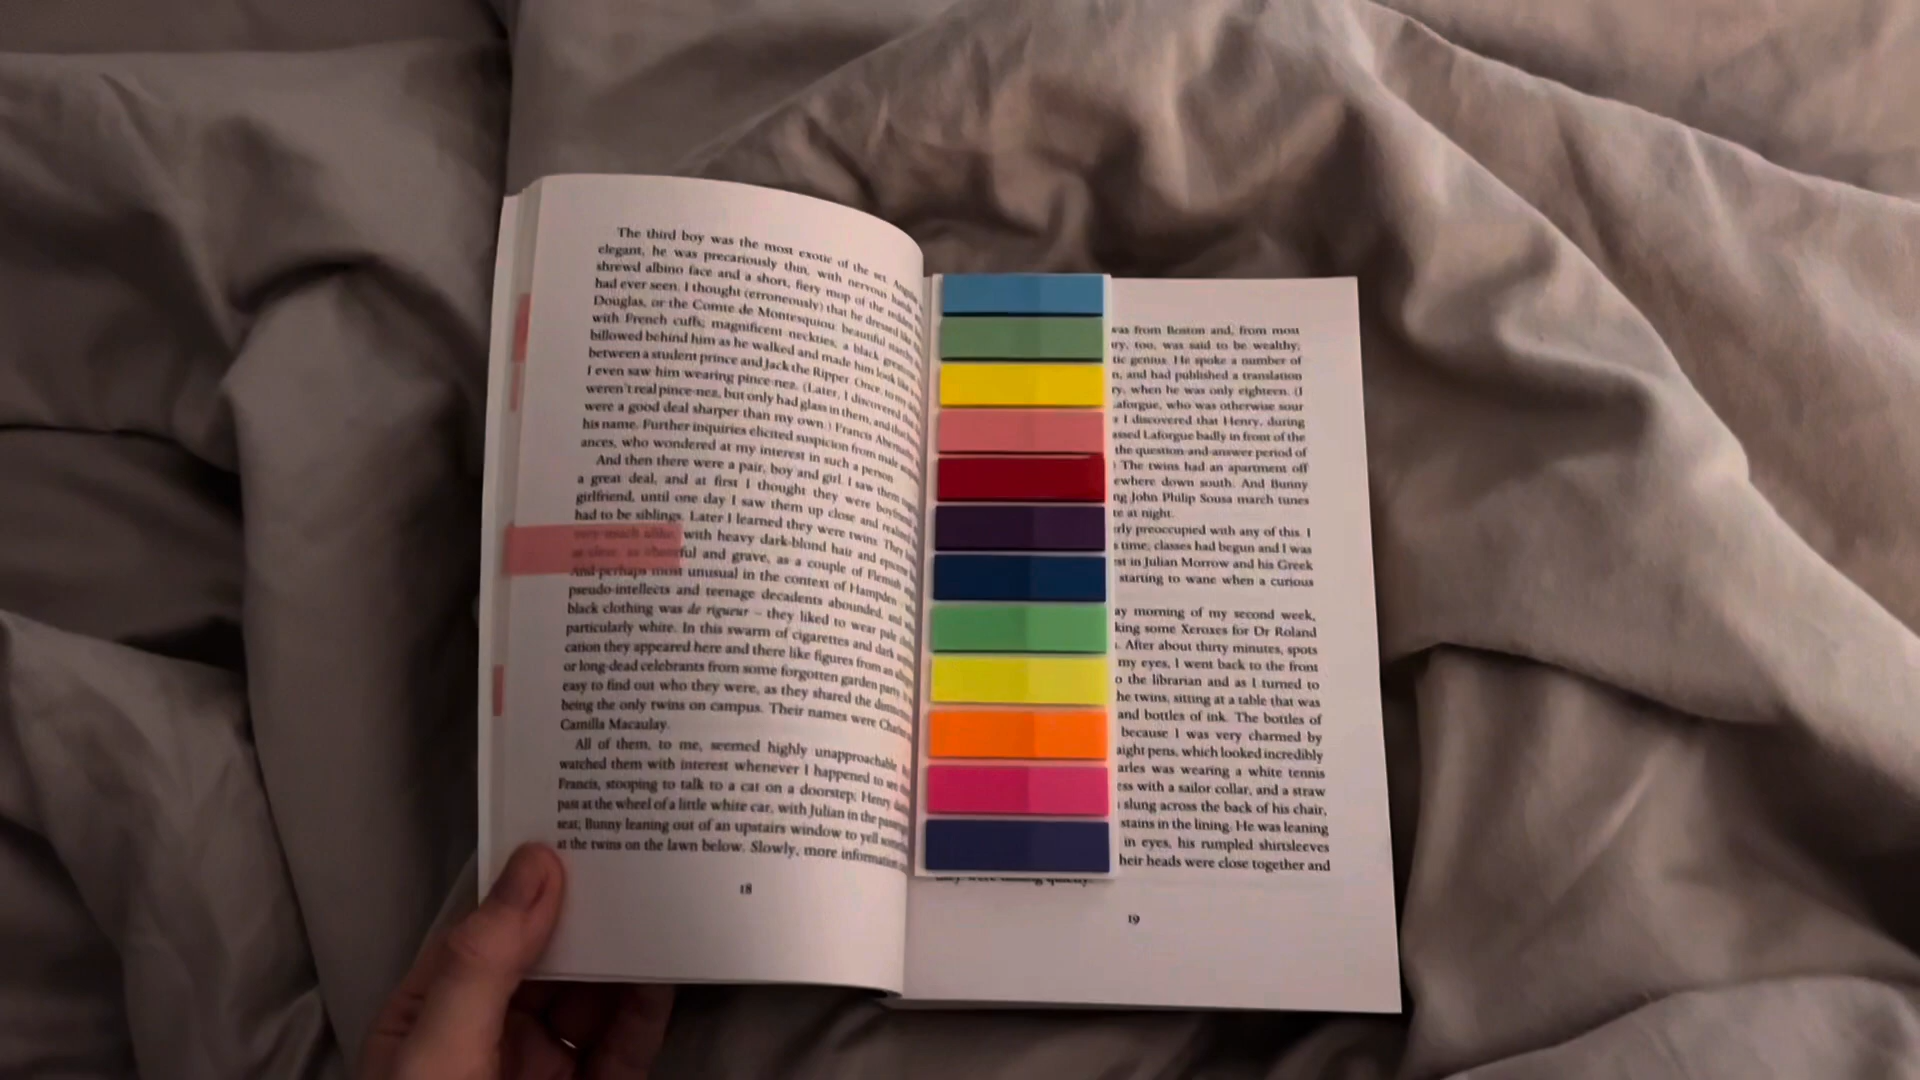 The third boy was the most exotic of the set. Angular
elegant, he was precariously thin, with nervous hands
shrewd albino face and a short, fiery mop of the reddest
had ever seen. I thought (erroneously) that he dressed like
Douglas, or the Comte de Montesquiou: beautiful starchy
with French cuffs; magnificent neckties; a black greatcoat
billowed behind him as he walked and made him look like
between a student prince and Jack the Ripper. Once, to my
I even saw him wearing pince-nez. (Later, I discovered that
weren't real pince-nez, but only had glass in them, and that
were a good deal sharper than my own.) Francis
his name. Further inquiries elicited suspicion from male
ances, who wondered at my interest in such a person.
And then there were a pair, boy and girl. I saw them
a great deal, and at first I thought they were boyfriend
girlfriend, until one day I saw them up close and realized
had to be siblings. Later I learned they were twins. They
very much alike, with heavy dark-blond hair and
as clear, as cheerful and grave, as a couple of Flemish
And perhaps most unusual in the context of Hampden
pseudo-intellects and teenage decadents abounded, and
black clothing was de rigueur – they liked to wear pale
particularly white. In this swarm of cigarettes and dark
cation they appeared here and there like figures from an
or long-dead celebrants from some forgotten garden party. It
easy to find out who they were, as they shared the distinction
being the only twins on campus. Their names were Charles
Camilla Macaulay.
All of them, to me, seemed highly unapproachable.
watched them with interest whenever I happened to see
Francis, stooping to talk to a cat on a doorstep; Henry
past at the wheel of a little white car, with Julian in the passenger
seat; Bunny leaning out of an upstairs window to yell
at the twins on the lawn below. Slowly, more information
18
was from Boston and, from most
too, was said to be wealthy;
genius. He spoke a number of
and had published a translation
when he was only eighteen. (I
Laforgue, who was otherwise sour
I discovered that Henry, during
Laforgue badly in front of the
the question-and-answer period of
The twins had an apartment off
down south. And Bunny
John Philip Sousa march tunes
at night.
preoccupied with any of this. I
time; classes had begun and I was
in Julian Morrow and his Greek
starting to wane when a curious
morning of my second week,
some Xeroxes for Dr Roland
After about thirty minutes, spots
my eyes, I went back to the front
the librarian and as I turned to
twins, sitting at a table that was
and bottles of ink. The bottles of
because I was very charmed by
pens, which looked incredibly
was wearing a white tennis
with a sailor collar, and a straw
slung across the back of his chair,
stains in the lining. He was leaning
in eyes, his rumpled shirtsleeves
heir heads were close together and
19